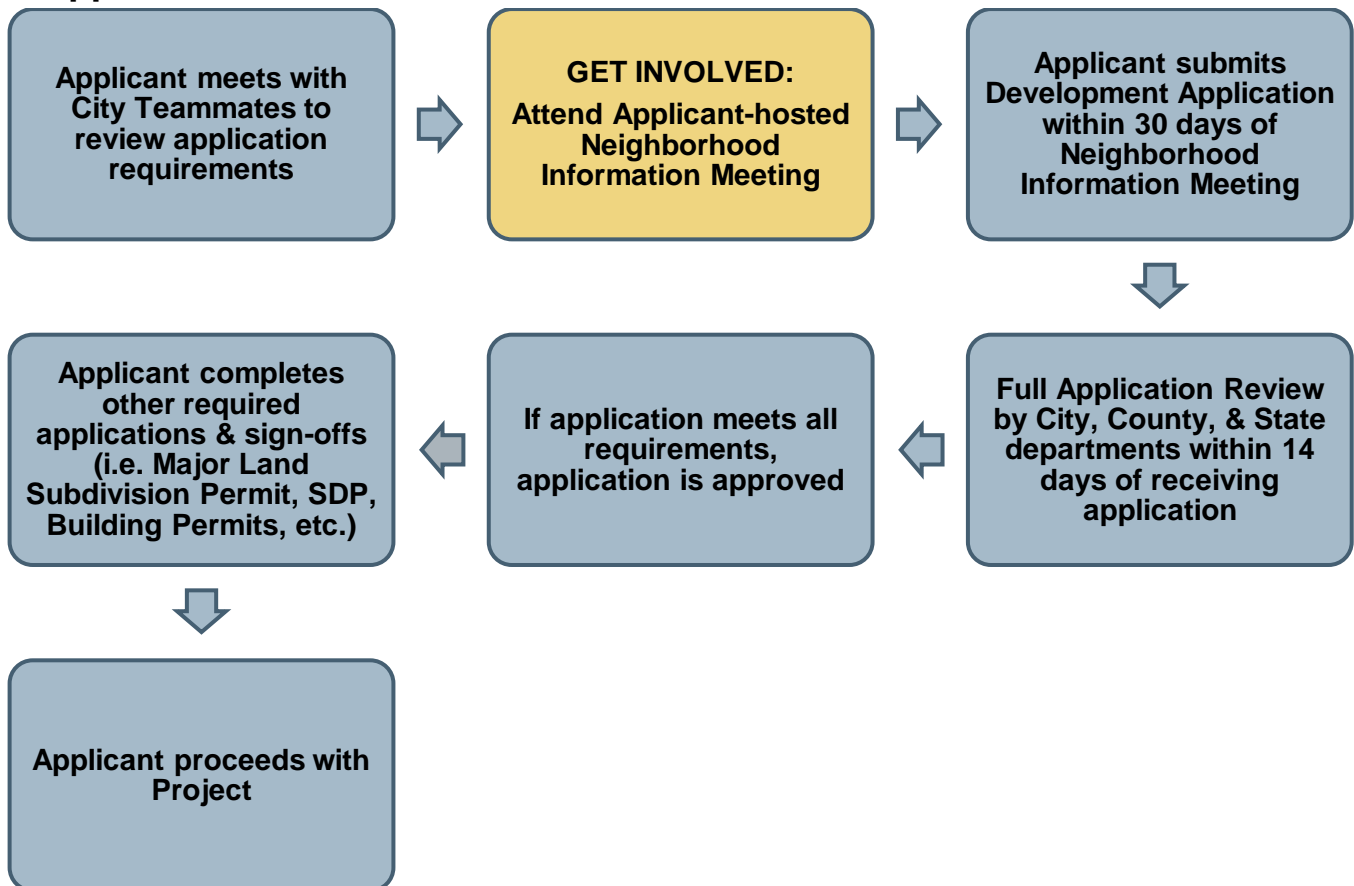 Applicant meets with
City Teammates to
review application
requirements
GET INVOLVED:
Attend Applicant-hosted
Neighborhood
Information Meeting
Applicant submits
Development Application
within 30 days of
Neighborhood
Information Meeting
Full Application Review
by City, County, & State
departments within 14
days of receiving
application
If application meets all
requirements,
application is approved
Applicant completes
other required
applications & sign-offs
(i.e. Major Land
Subdivision Permit, SDP,
Building Permits, etc.)
Applicant proceeds with
Project